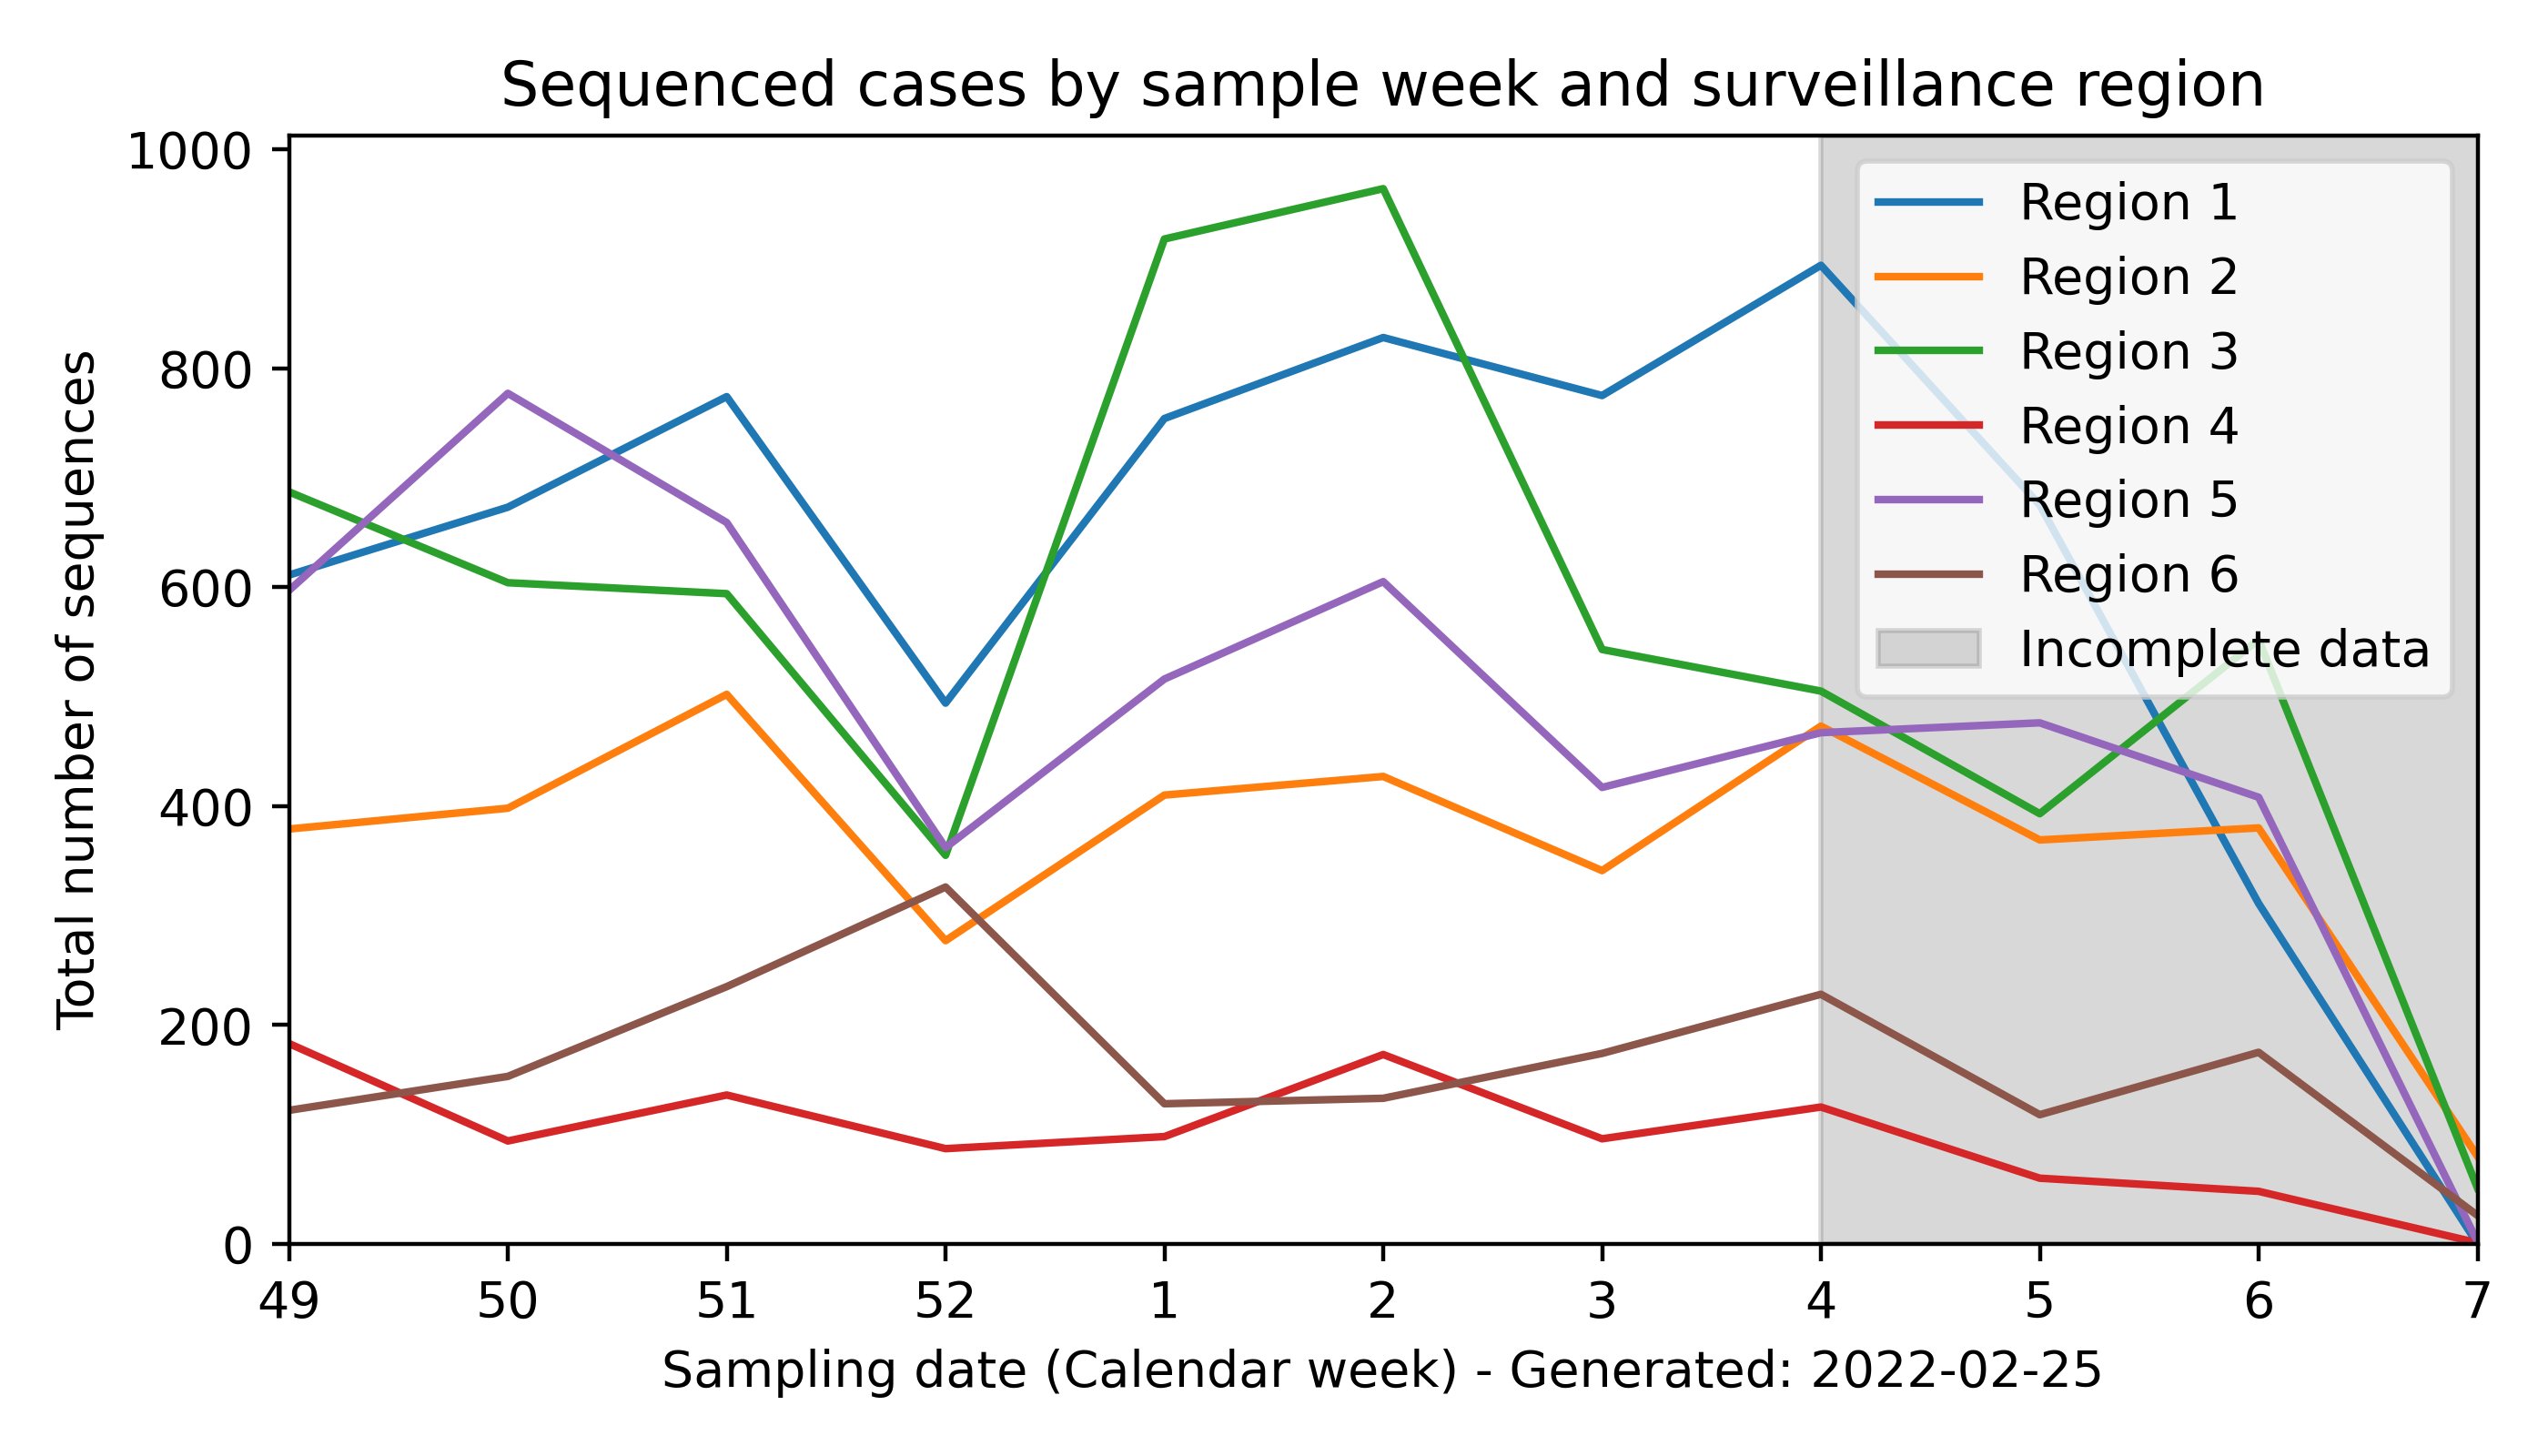 Sequenced cases by sample week and surveillance region
Total number of sequences
1000
800
600
400
200
0
Region 1
Region 2
Region 3
Region 4
Region 5
Region 6
Incomplete data
49 50 51 52 1 2 3 4 5 6 7
Sampling date (Calendar week) - Generated: 2022-02-25